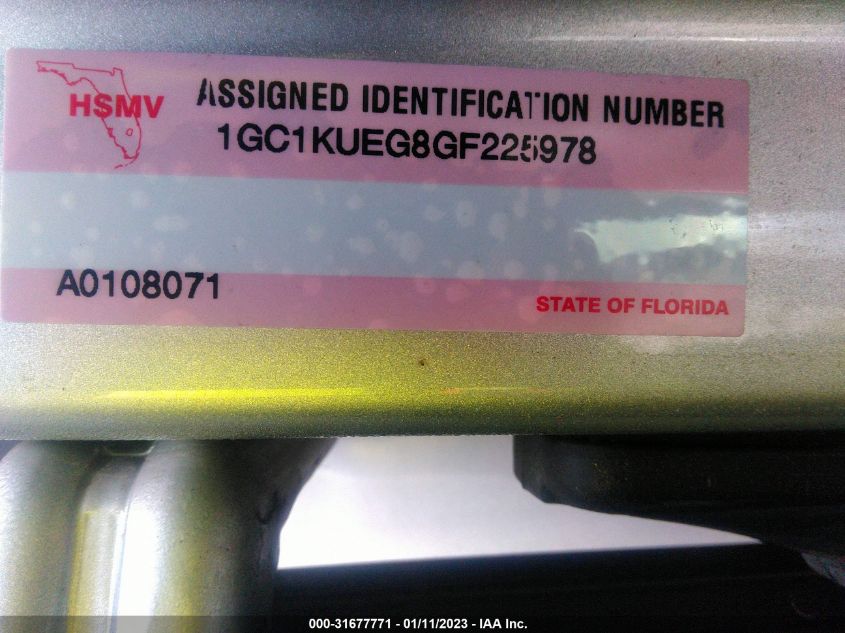 HSMV
ASSIGNED IDENTIFICATION NUMBER
1GC1KUEG8GF225978
A0108071
STATE OF FLORIDA
000-31677771 - 01/11/2023 - IAA Inc.